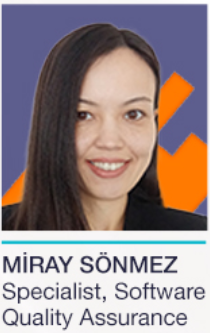 MİRAY SÖNMEZ
Specialist, Software
Quality Assurance